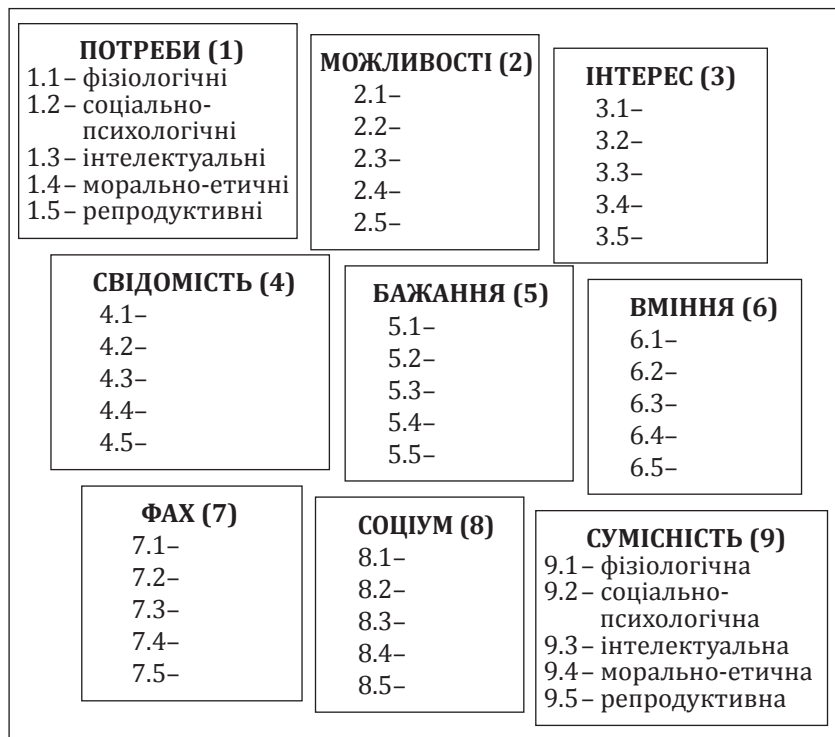 ПОТРЕБИ (1)
1.1– фізіологічні
1.2– соціально-
психологічні
1.3– інтелектуальні
1.4– морально-етичні
1.5– репродуктивні
МОЖЛИВОСТІ (2)
2.1–
2.2–
2.3–
2.4–
2.5–
ІНТЕРЕС (3)
3.1–
3.2–
3.3–
3.4–
3.5–
СВІДОМІСТЬ (4)
4.1–
4.2–
4.3–
4.4–
4.5–
БАЖАННЯ (5)
5.1–
5.2–
5.3–
5.4–
5.5–
ВМІННЯ (6)
6.1–
6.2–
6.3–
6.4–
6.5–
ФАХ (7)
7.1–
7.2–
7.3–
7.4–
7.5–
СОЦІУМ (8)
8.1–
8.2–
8.3–
8.4–
8.5–
СУМІСНІСТЬ (9)
9.1– фізіологічна
9.2– соціально-
психологічна
9.3– інтелектуальна
9.4– морально-етична
9.5– репродуктивна